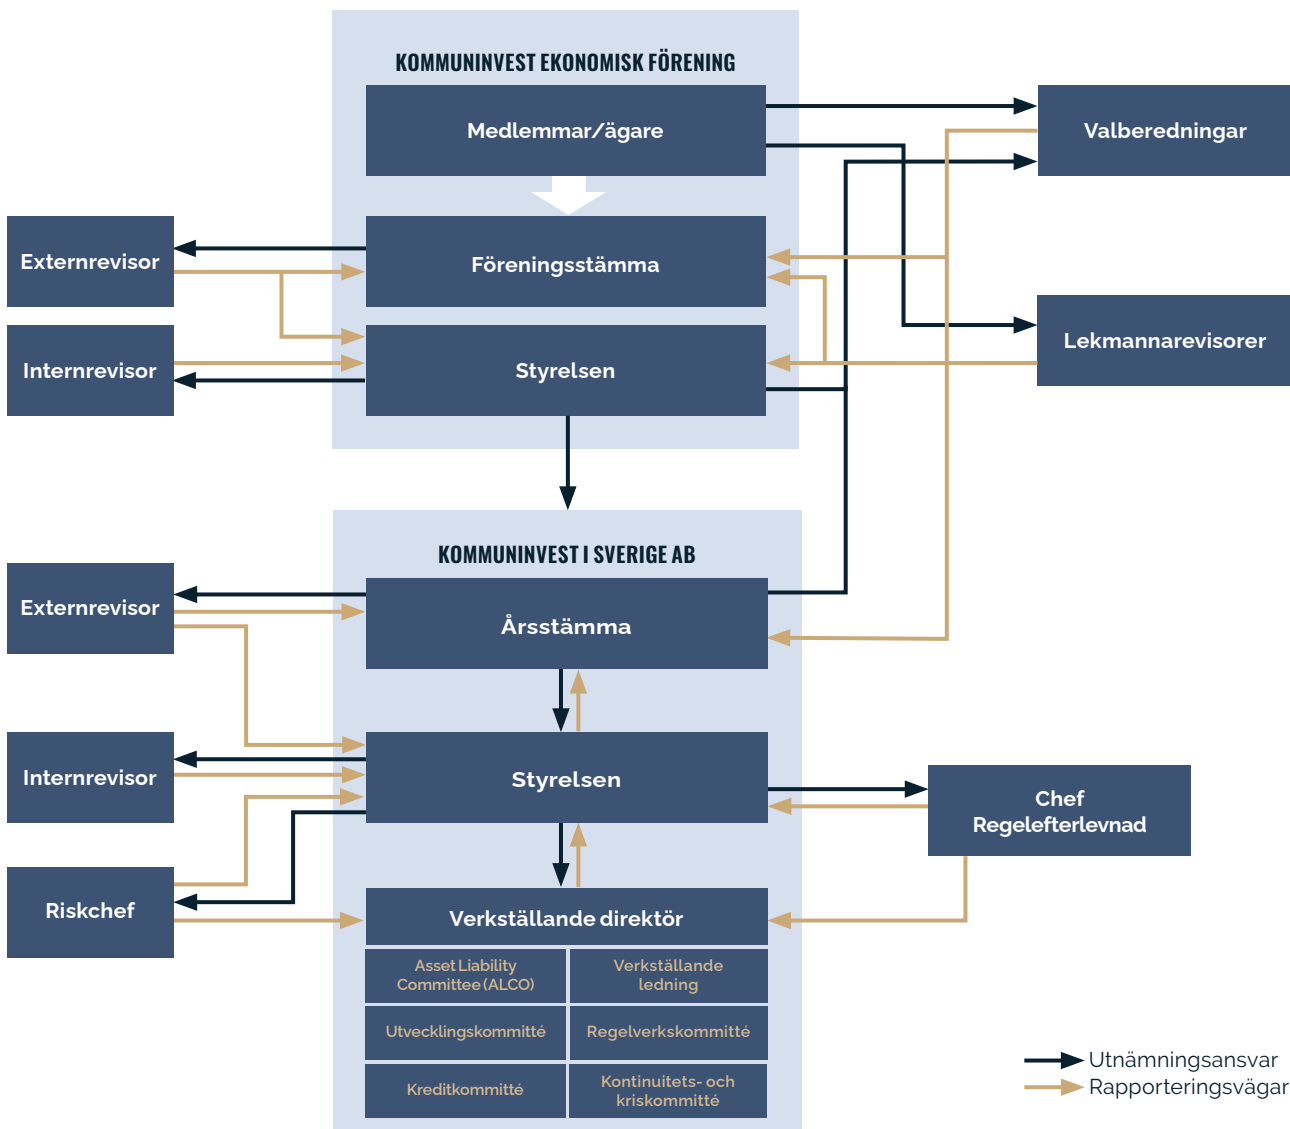 KOMMUNINVEST EKONOMISK FÖRENING
Medlemmar/ägare
Valberedningar
Externrevisor
Föreningsstämma
Internrevisor
Styrelsen
Lekmannarevisorer
KOMMUNINVEST I SVERIGE AB
Externrevisor
Årsstämma
Internrevisor
Styrelsen
Chef
Regelefterlevnad
Riskchef
Verkställande direktör
Asset Liability
Committee (ALCO)
Verkställande
ledning
Utvecklingskommitté
Regelverkskommitté
Kreditkommitté
Kontinuitets- och
kriskommitté
Utnämningsansvar
Rapporteringsvägar